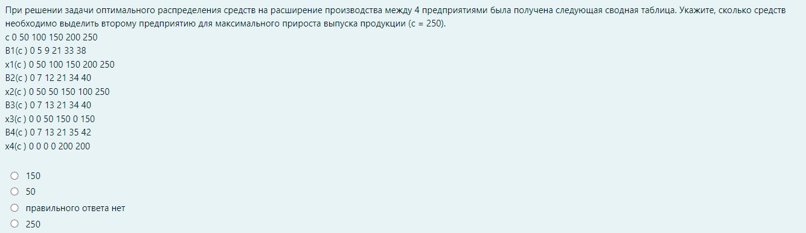 При решении задачи оптимального распределения средств на расширение производства между 4 предприятиями была получена следующая сводная таблица. Укажите, сколько средств
необходимо выделить второму предприятию для максимального прироста выпуска продукции (с = 250).
с 0 50 100 150 200 250
B1(c ) 0 5 9 21 33 38
x1(c ) 0 50 100 150 200 250
B2(c ) 0 7 12 21 34 40
x2(c ) 0 50 50 150 100 250
B3(c ) 0 7 13 21 34 40
x3(c ) 0 0 50 150 0 150
B4(c ) 0 7 13 21 35 42
x4(c ) 0 0 0 0 200 200
150
50
правильного ответа нет
250